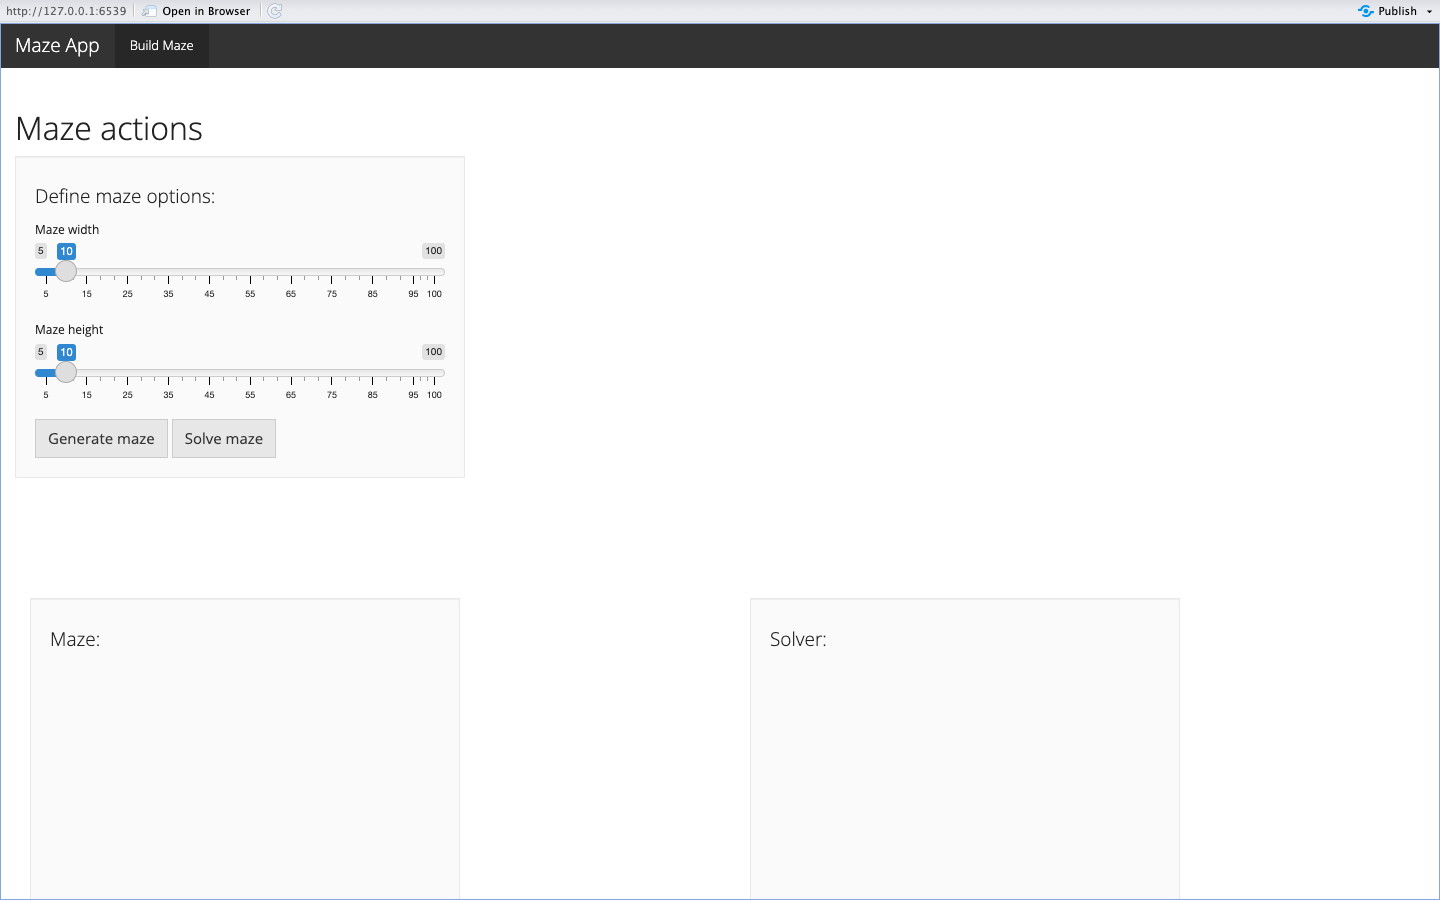 http://127.0.0.1:6539 Open in Browser Publish
Maze App Build Maze
Maze actions
Define maze options:
Maze width
5 10 100
5 15 25 35 45 55 65 75 85 95 100
Maze height
5 10 100
5 15 25 35 45 55 65 75 85 95 100
Generate maze Solve maze
Maze: Solver: